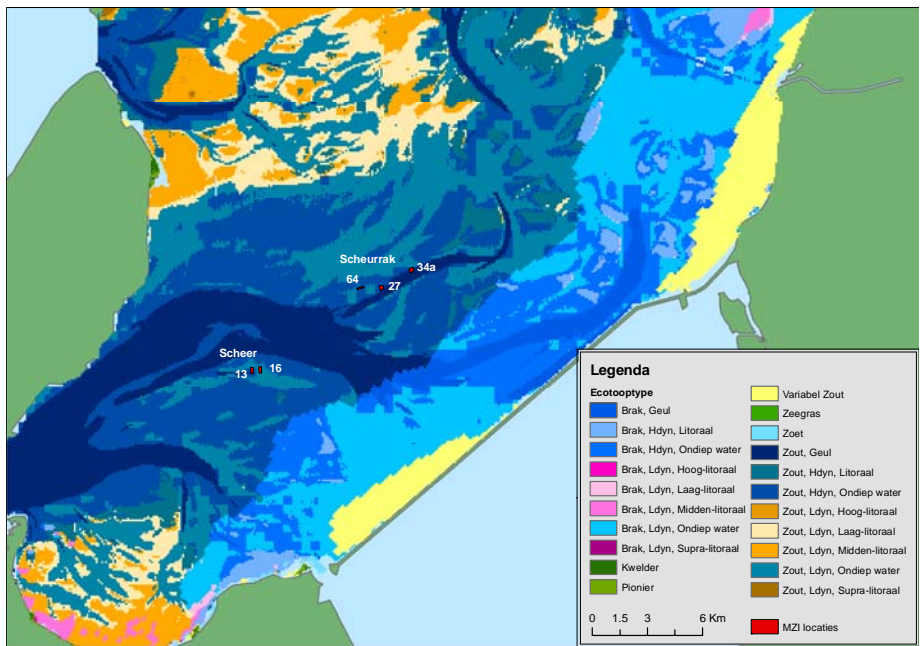 Scheurrak
34a
64
27
Scheer
13
16
Legenda
Ecotooptype
Brak, Geul
Brak, Hdyn, Litoraal
Brak, Hdyn, Ondiep water
Brak, Ldyn, Hoog-litoraal
Brak, Ldyn, Laag-litoraal
Brak, Ldyn, Midden-litoraal
Brak, Ldyn, Ondiep water
Brak, Ldyn, Supra-litoraal
Kwelder
Pionier
Variabel Zout
Zeegras
Zoet
Zout, Geul
Zout, Hdyn, Litoraal
Zout, Hdyn, Ondiep water
Zout, Ldyn, Hoog-litoraal
Zout, Ldyn, Laag-litoraal
Zout, Ldyn, Midden-litoraal
Zout, Ldyn, Ondiep water
Zout, Ldyn, Supra-litoraal
0 1.5 3 6 Km
MZI locaties